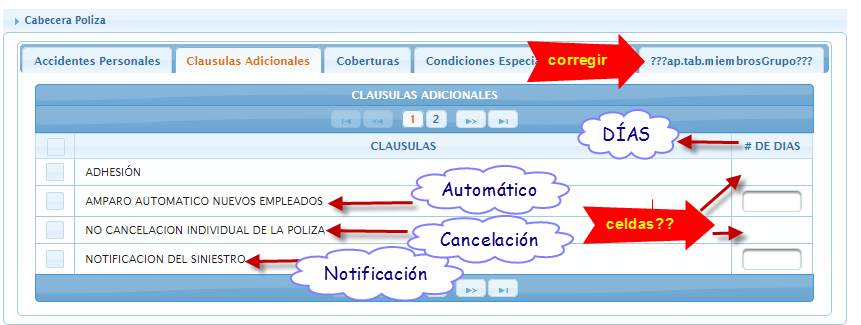 Cabecera Poliza
Accidentes Personales
Clausulas Adicionales
Coberturas
Condiciones Especia
corregir
???ap.tab.miembrosGrupo???
CLAUSULAS ADICIONALES
1 2
DÍAS
CLAUSULAS
# DE DIAS
ADHESIÓN
Automático
AMPARO AUTOMATICO NUEVOS EMPLEADOS
celdas??
NO CANCELACION INDIVIDUAL DE LA POLIZA
Cancelación
NOTIFICACION DEL SINIESTRO
Notificación